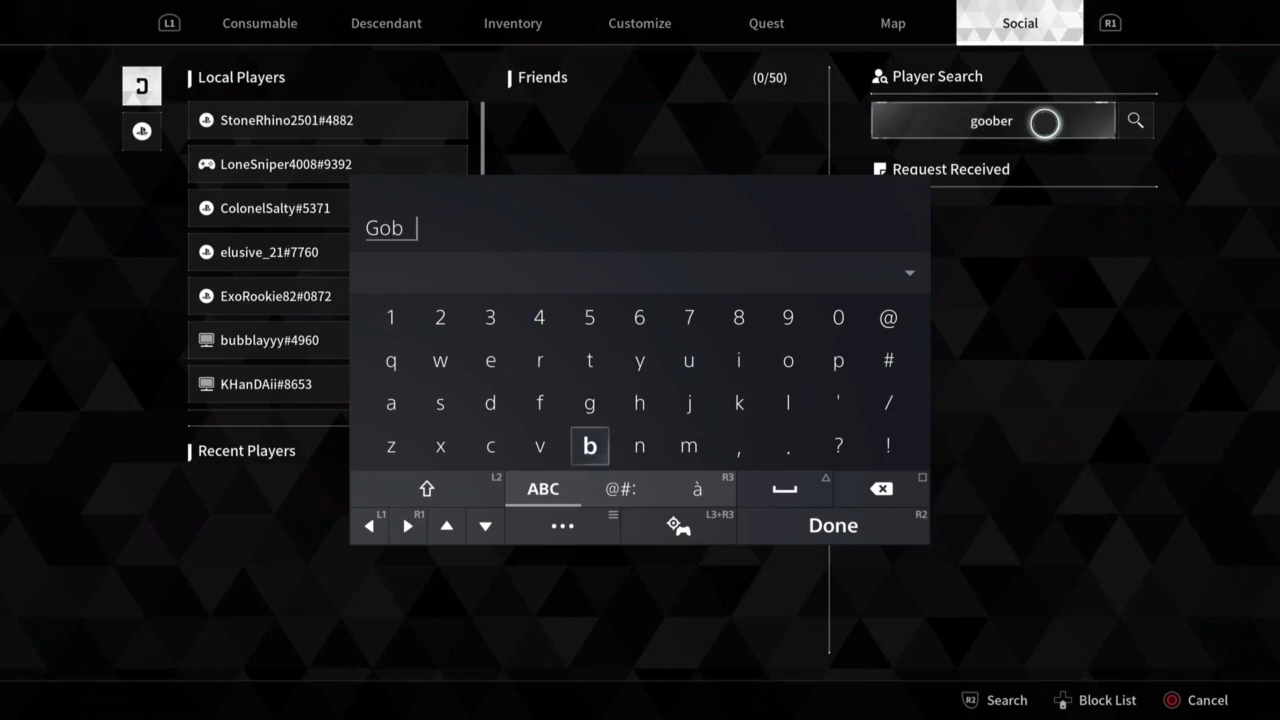 L1 Consumable Descendant Inventory Customize Quest Map Social R1
Local Players
StoneRhino2501#4882
LoneSniper4008#9392
ColonelSalty#5371
elusive_21#7760
ExoRookie82#0872
bubblayyy#4960
KHanDAii#8653
Recent Players
Friends (0/50)
Player Search
goober
Request Received
Gob
1 2 3 4 5 6 7 8 9 0 @
q w e r t y u i o p #
a s d f g h j k l ' /
z x c v b n m , . ? !
L2 ABC @#: à R3
L1 R1 ... L3+R3 Done R2
R2 Search Block List Cancel